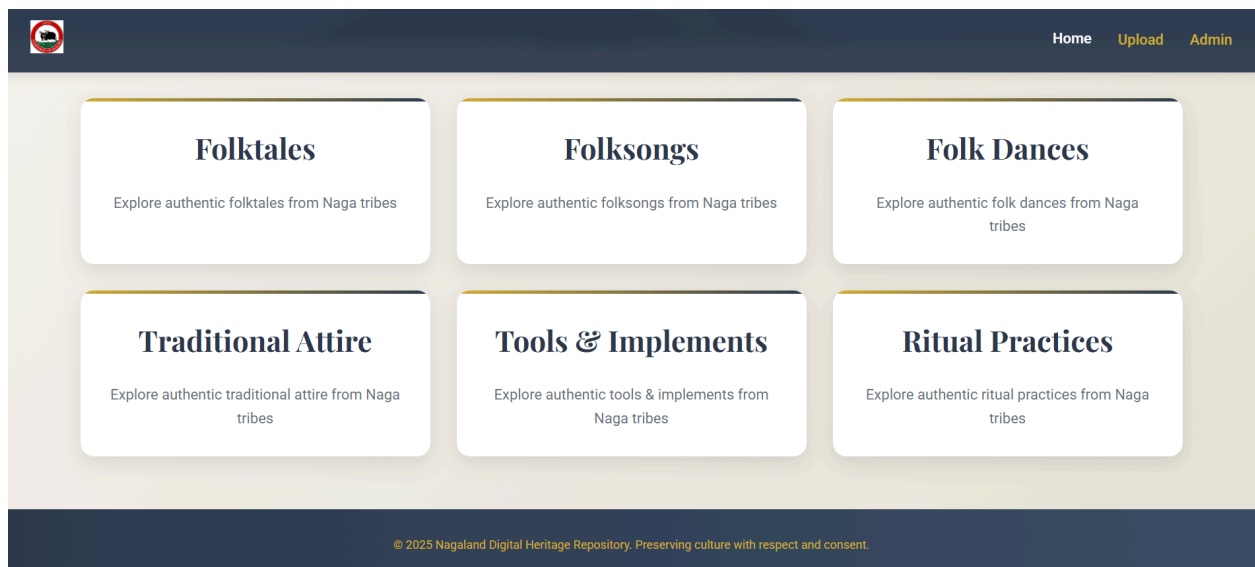 Home Upload Admin
Folktales
Explore authentic folktales from Naga tribes
Folksongs
Explore authentic folksongs from Naga tribes
Folk Dances
Explore authentic folk dances from Naga
tribes
Traditional Attire
Explore authentic traditional attire from Naga
tribes
Tools & Implements
Explore authentic tools & implements from
Naga tribes
Ritual Practices
Explore authentic ritual practices from Naga
tribes
© 2025 Nagaland Digital Heritage Repository. Preserving culture with respect and consent.